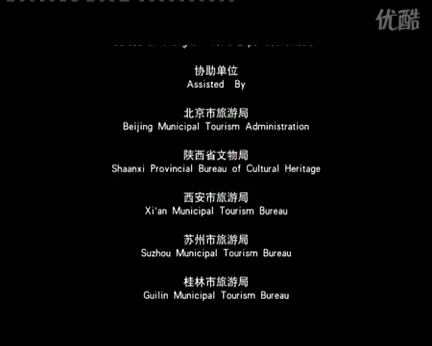 优酷
协助单位
Assisted By
北京市旅游局
Beijing Municipal Tourism Administration
陕西省文物局
Shaanxi Provincial Bureau of Cultural Heritage
西安市旅游局
Xi'an Municipal Tourism Bureau
苏州市旅游局
Suzhou Municipal Tourism Bureau
桂林市旅游局
Guilin Municipal Tourism Bureau